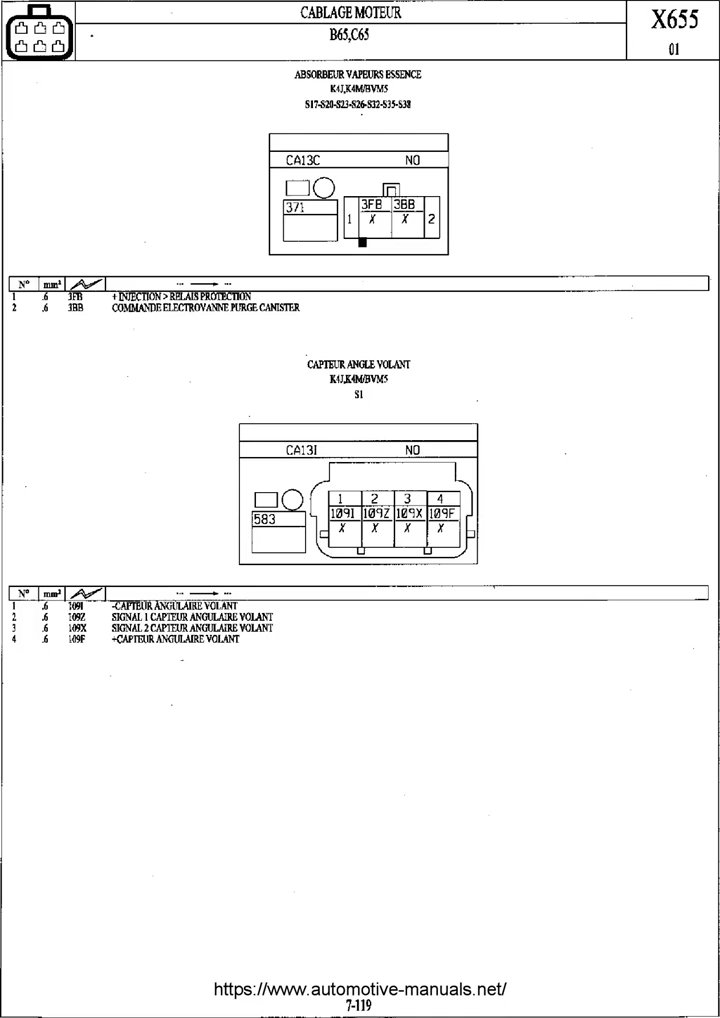 CABLAGE MOTEUR
X655
B65,C65
01
ABSORBEUR VAPEURS ESSENCE
K4J,K4M/BVM5
S17-S20-S23-S26-S32-S35-S38
CA13C NO
371
3FB 3BB
1 X X 2
N° mm² ... ...
1 .6 3FB + INJECTION > RELAIS PROTECTION
2 .6 3BB COMMANDE ELECTROVANNE PURGE CANISTER
CAPTEUR ANGLE VOLANT
K4J,K4M/BVM5
S1
CA13I NO
583
1 2 3 4
109I 109Z 109X 109F
X X X X
N° mm² ... ...
1 .6 109I -CAPTEUR ANGULAIRE VOLANT
2 .6 109Z SIGNAL 1 CAPTEUR ANGULAIRE VOLANT
3 .6 109X SIGNAL 2 CAPTEUR ANGULAIRE VOLANT
4 .6 109F +CAPTEUR ANGULAIRE VOLANT
https://www.automotive-manuals.net/
7-119